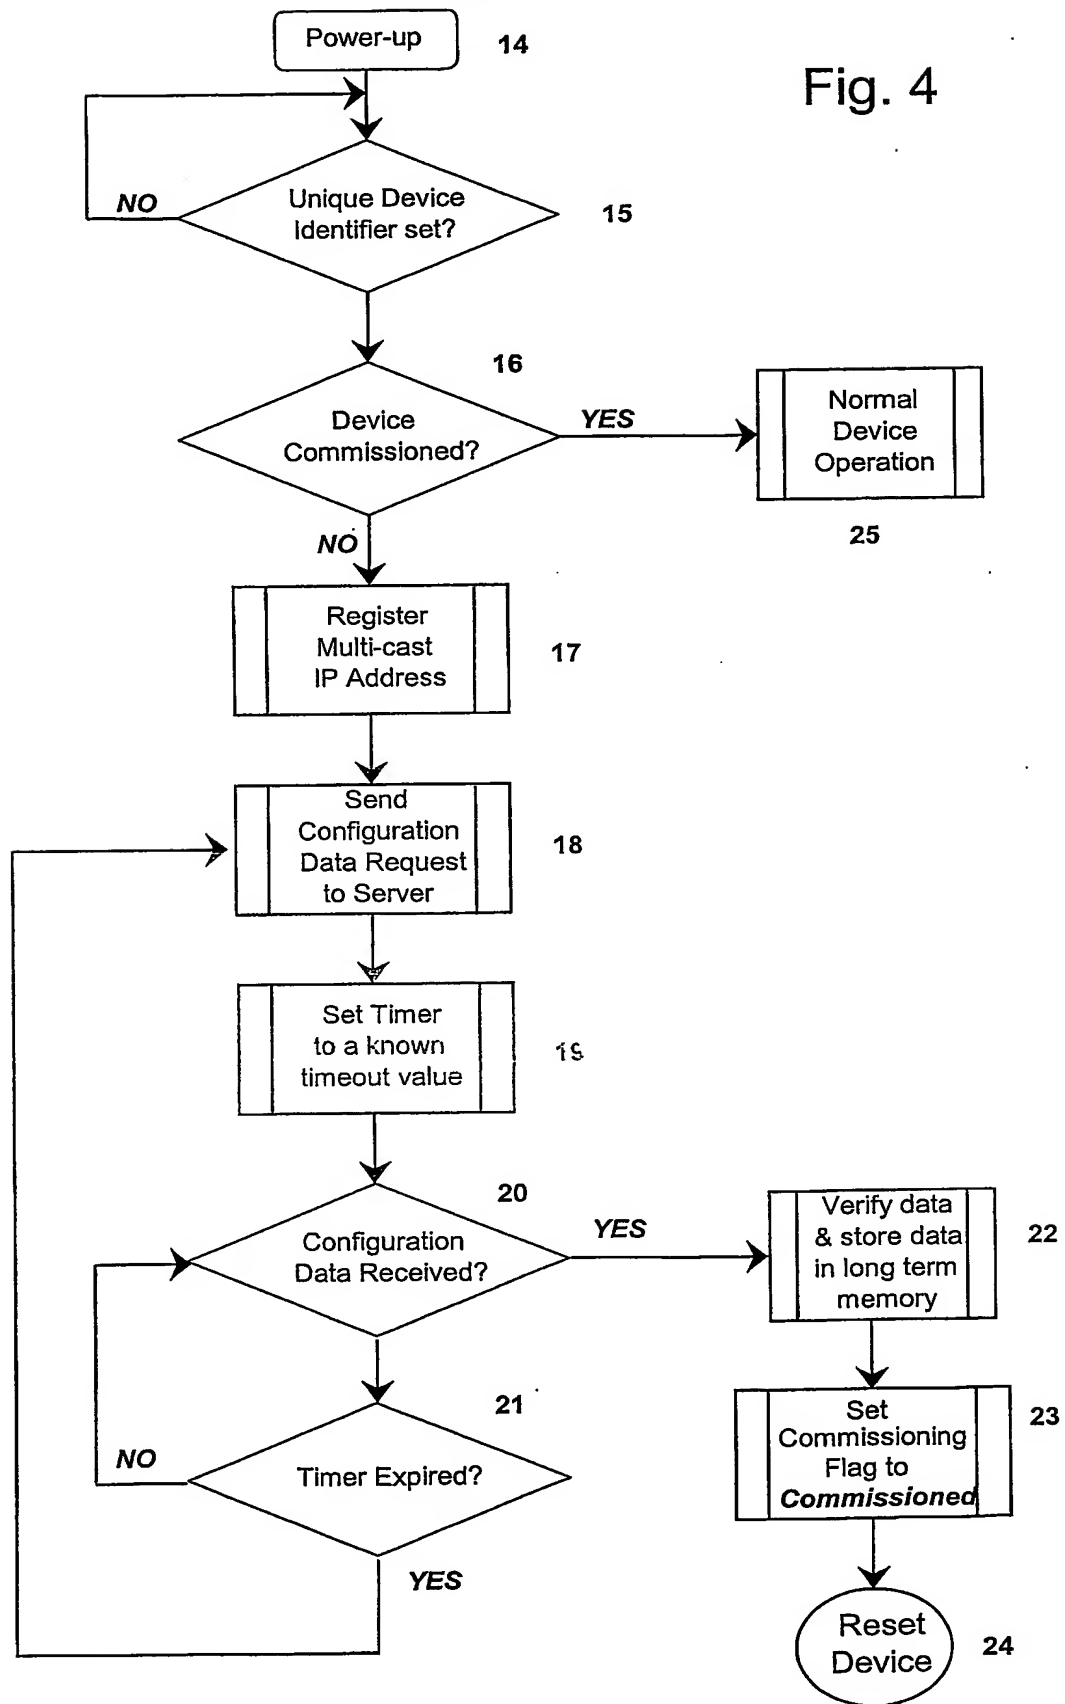 Power-up
14
Fig. 4
NO
Unique Device
Identifier set?
15
16
Device
Commissioned?
YES
Normal
Device
Operation
25
NO
Register
Multi-cast
IP Address
17
Send
Configuration
Data Request
to Server
18
Set Timer
to a known
timeout value
19
20
Configuration
Data Received?
YES
Verify data
& store data
in long term
memory
22
21
NO
Timer Expired?
YES
Set
Commissioning
Flag to
Commissioned
23
Reset
Device
24